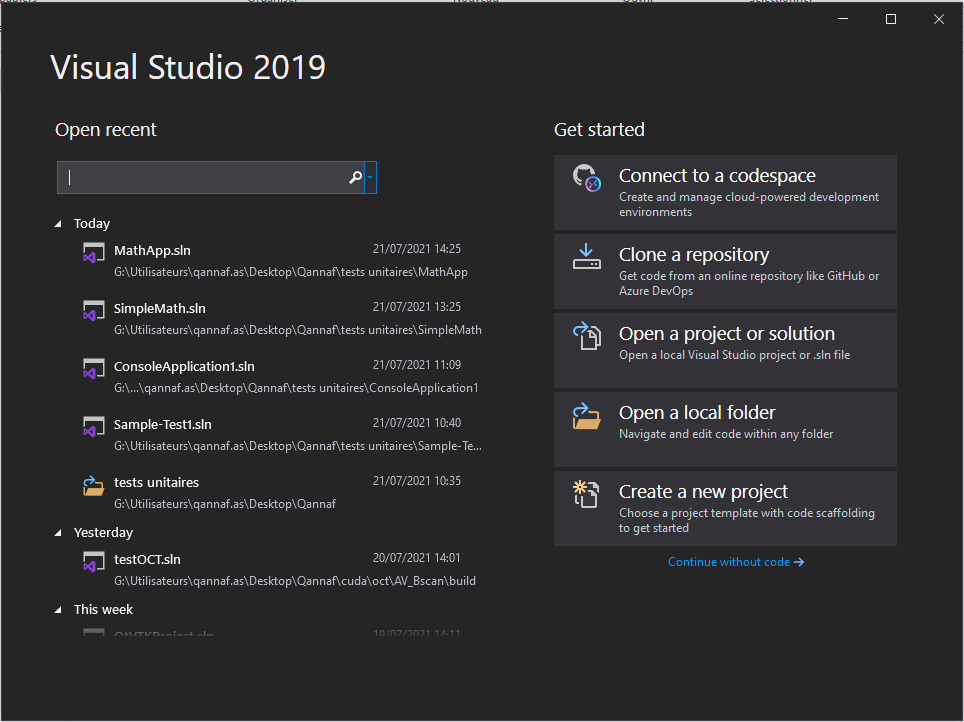 Visual Studio 2019
Open recent
Today
MathApp.sln 21/07/2021 14:25
G:\Utilisateurs\qannaf.as\Desktop\Qannaf\tests unitaires\MathApp
SimpleMath.sln 21/07/2021 13:25
G:\Utilisateurs\qannaf.as\Desktop\Qannaf\tests unitaires\SimpleMath
ConsoleApplication1.sln 21/07/2021 11:09
G:\...\qannaf.as\Desktop\Qannaf\tests unitaires\ConsoleApplication1
Sample-Test1.sln 21/07/2021 10:40
G:\Utilisateurs\qannaf.as\Desktop\Qannaf\tests unitaires\Sample-Te...
tests unitaires 21/07/2021 10:35
G:\Utilisateurs\qannaf.as\Desktop\Qannaf
Yesterday
testOCT.sln 20/07/2021 14:01
G:\Utilisateurs\qannaf.as\Desktop\Qannaf\cuda\oct\AV_Bscan\build
This week
QtVTKProject.sln 19/07/2021 14:11
Get started
Connect to a codespace
Create and manage cloud-powered development
environments
Clone a repository
Get code from an online repository like GitHub or
Azure DevOps
Open a project or solution
Open a local Visual Studio project or .sln file
Open a local folder
Navigate and edit code within any folder
Create a new project
Choose a project template with code scaffolding
to get started
Continue without code →